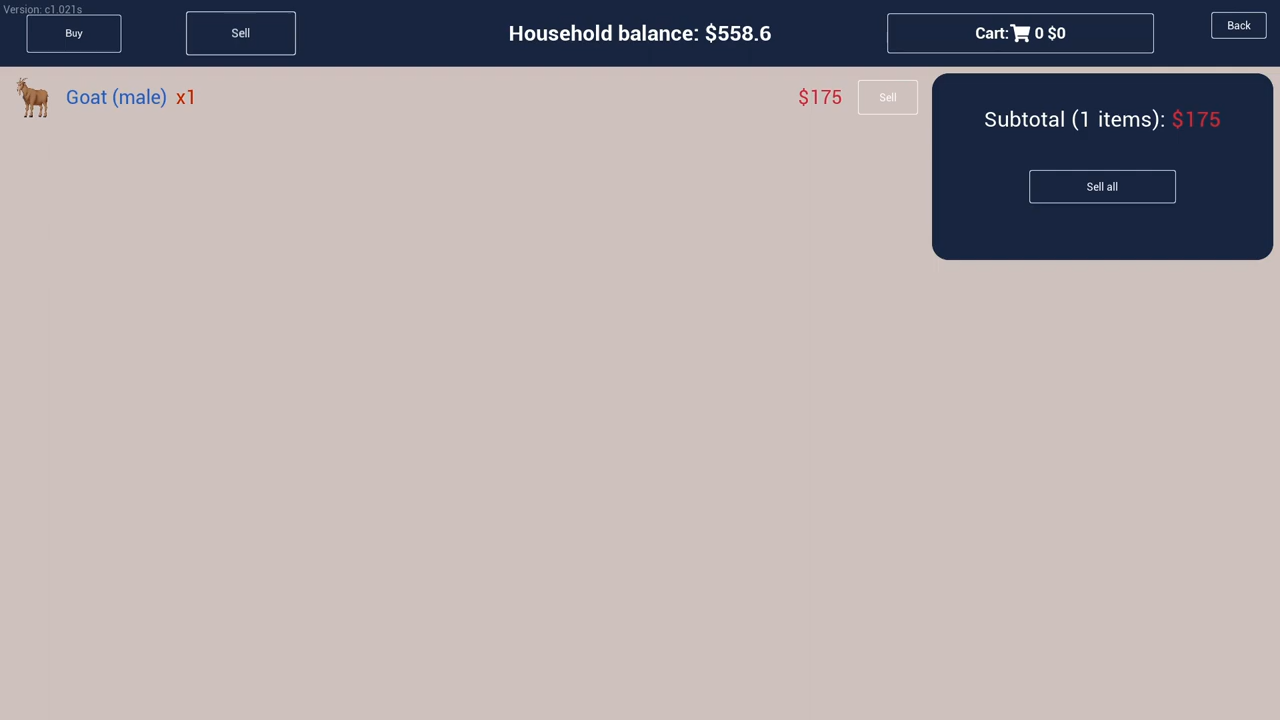 Version: c1.021s
Buy
Sell
Household balance: $558.6
Cart: 0 $0
Back
Goat (male) x1
$175
Sell
Subtotal (1 items): $175
Sell all